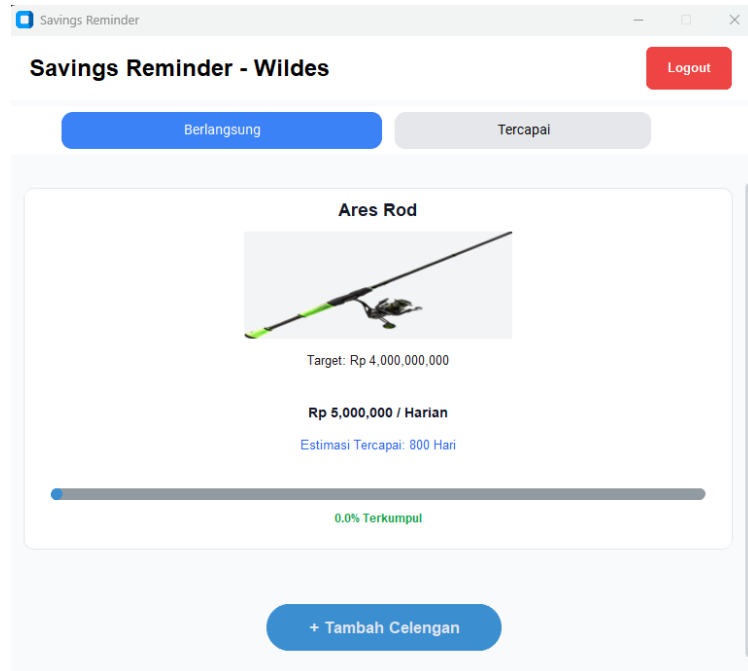 Savings Reminder
Savings Reminder - Wildes
Logout
Berlangsung
Tercapai
Ares Rod
Target: Rp 4,000,000,000
Rp 5,000,000 / Harian
Estimasi Tercapai: 800 Hari
0.0% Terkumpul
+ Tambah Celengan